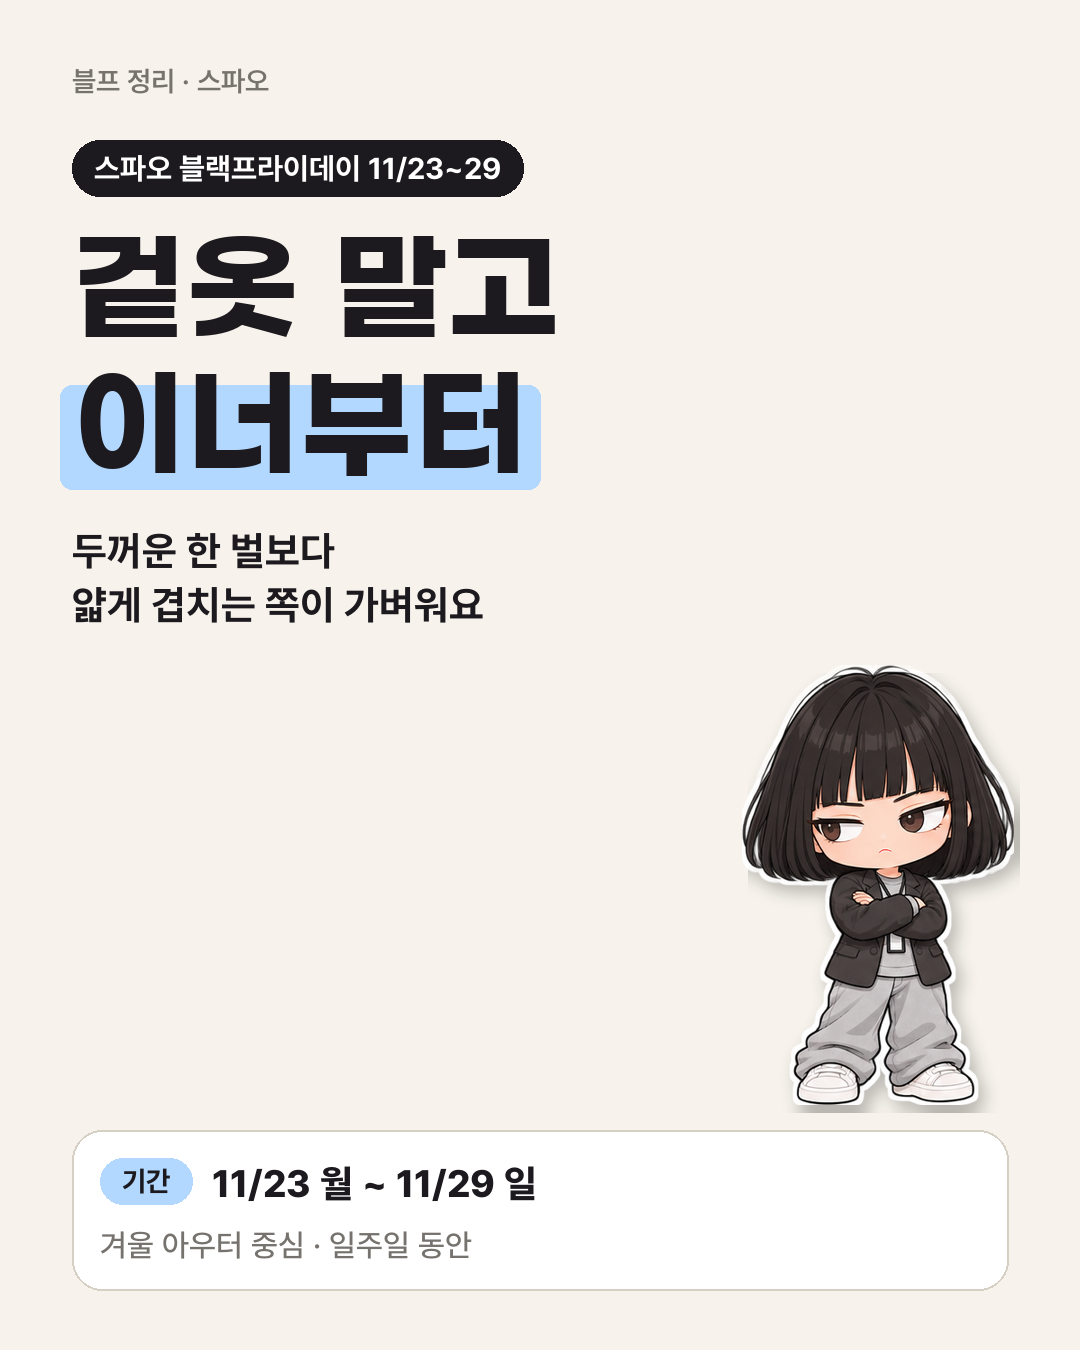 블프 정리 · 스파오
스파오 블랙프라이데이 11/23~29
겉옷 말고
이너부터
두꺼운 한 벌보다
얇게 겹치는 쪽이 가벼워요
기간 11/23 월 ~ 11/29 일
겨울 아우터 중심 · 일주일 동안